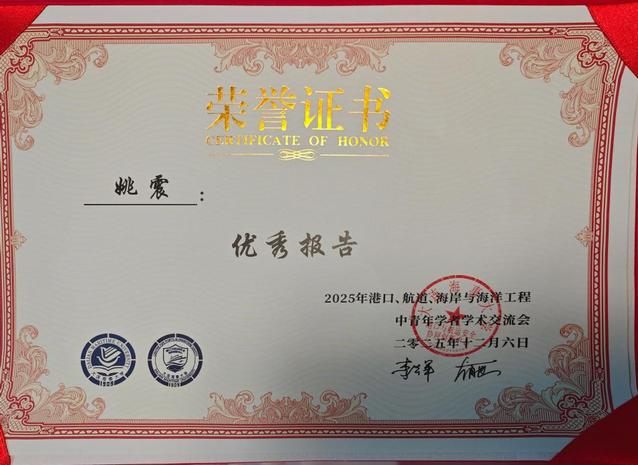 荣誉证书
CERTIFICATE OF HONOR
姚震：
优秀报告
2025年港口、航道、海岸与海洋工程
中青年学者学术交流会
二〇二五年十二月六日